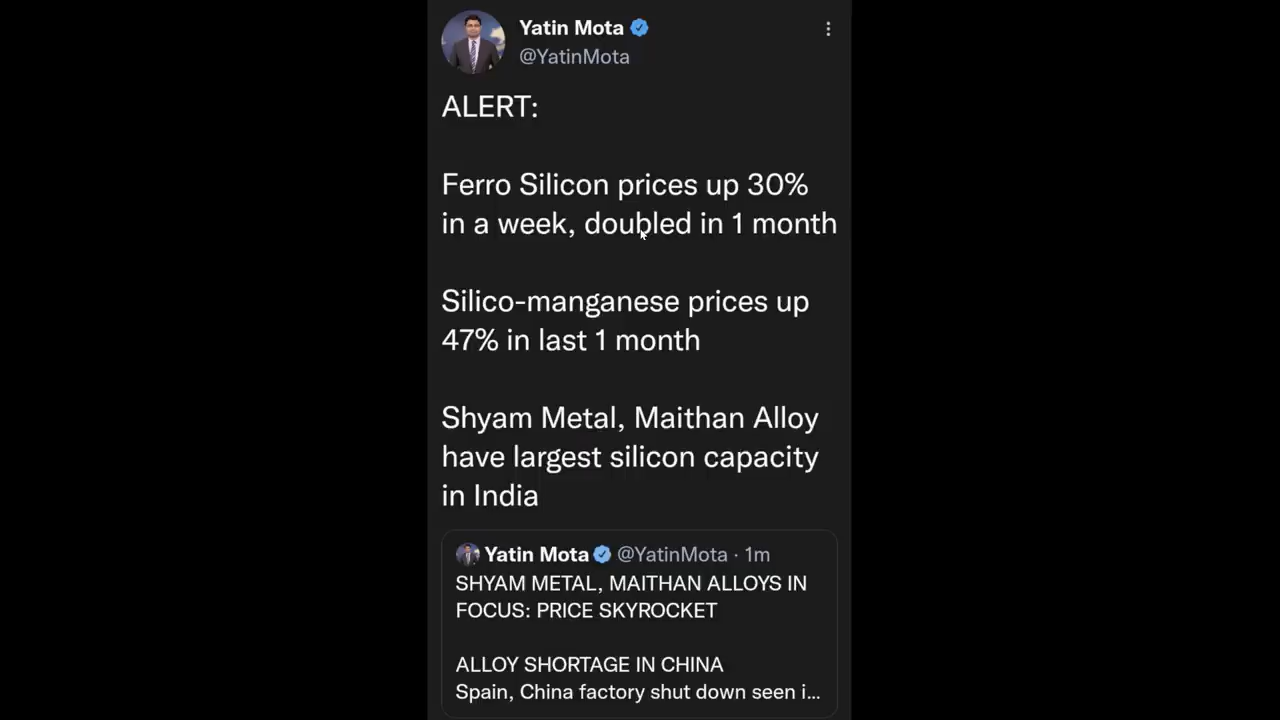 Yatin Mota
@YatinMota
ALERT:
Ferro Silicon prices up 30%
in a week, doubled in 1 month
Silico-manganese prices up
47% in last 1 month
Shyam Metal, Maithan Alloy
have largest silicon capacity
in India
Yatin Mota @YatinMota · 1m
SHYAM METAL, MAITHAN ALLOYS IN
FOCUS: PRICE SKYROCKET
ALLOY SHORTAGE IN CHINA
Spain, China factory shut down seen i...